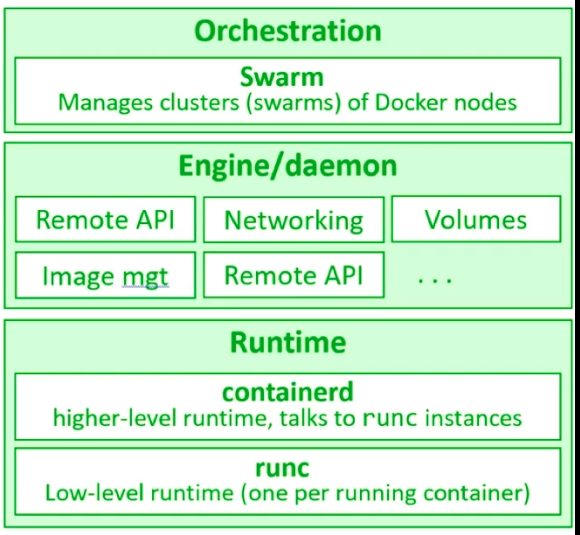 Orchestration
Swarm
Manages clusters (swarms) of Docker nodes
Engine/daemon
Remote API
Networking
Volumes
Image mgt
Remote API
. . .
Runtime
containerd
higher-level runtime, talks to runc instances
runc
Low-level runtime (one per running container)